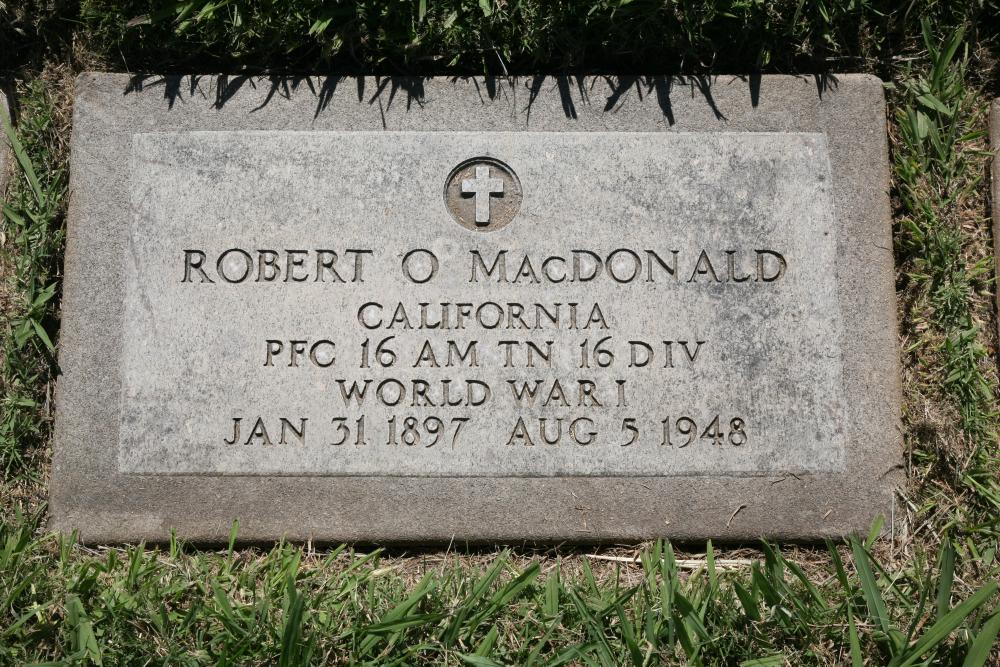 ROBERT O MACDONALD
CALIFORNIA
PFC 16 AM TN 16 DIV
WORLD WAR I
JAN 31 1897 AUG 5 1948